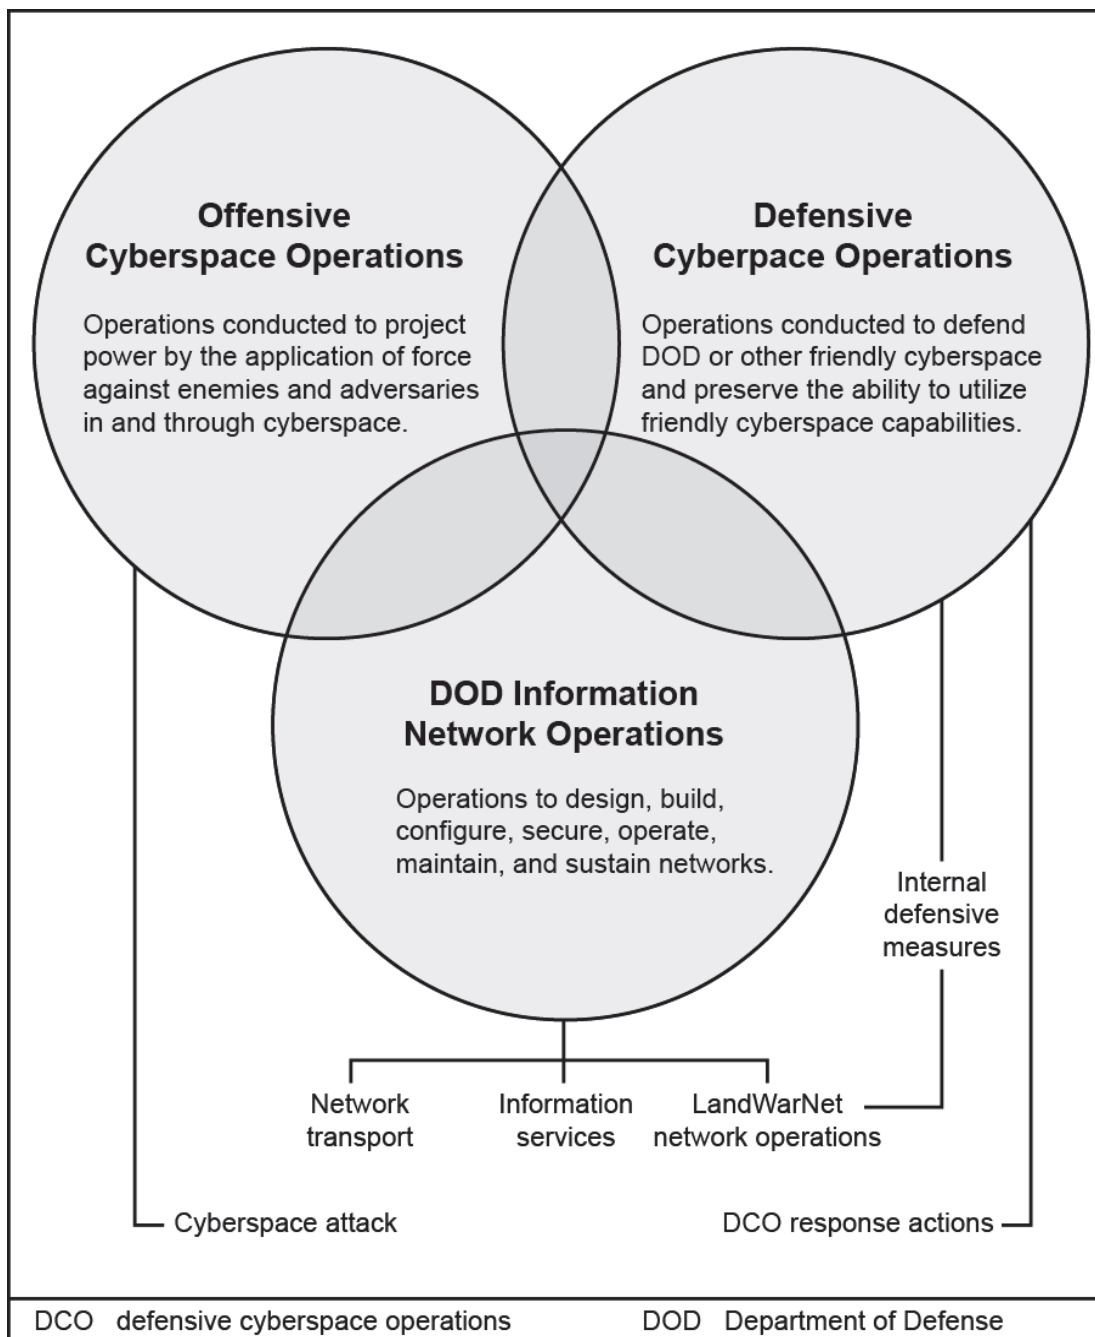 Offensive
Cyberspace Operations
Operations conducted to project
power by the application of force
against enemies and adversaries
in and through cyberspace.
Defensive
Cyberpace Operations
Operations conducted to defend
DOD or other friendly cyberspace
and preserve the ability to utilize
friendly cyberspace capabilities.
DOD Information
Network Operations
Operations to design, build,
configure, secure, operate,
maintain, and sustain networks.
Internal
defensive
measures
Network
transport
Information
services
LandWarNet
network operations
Cyberspace attack
DCO response actions
DCO defensive cyberspace operations
DOD Department of Defense